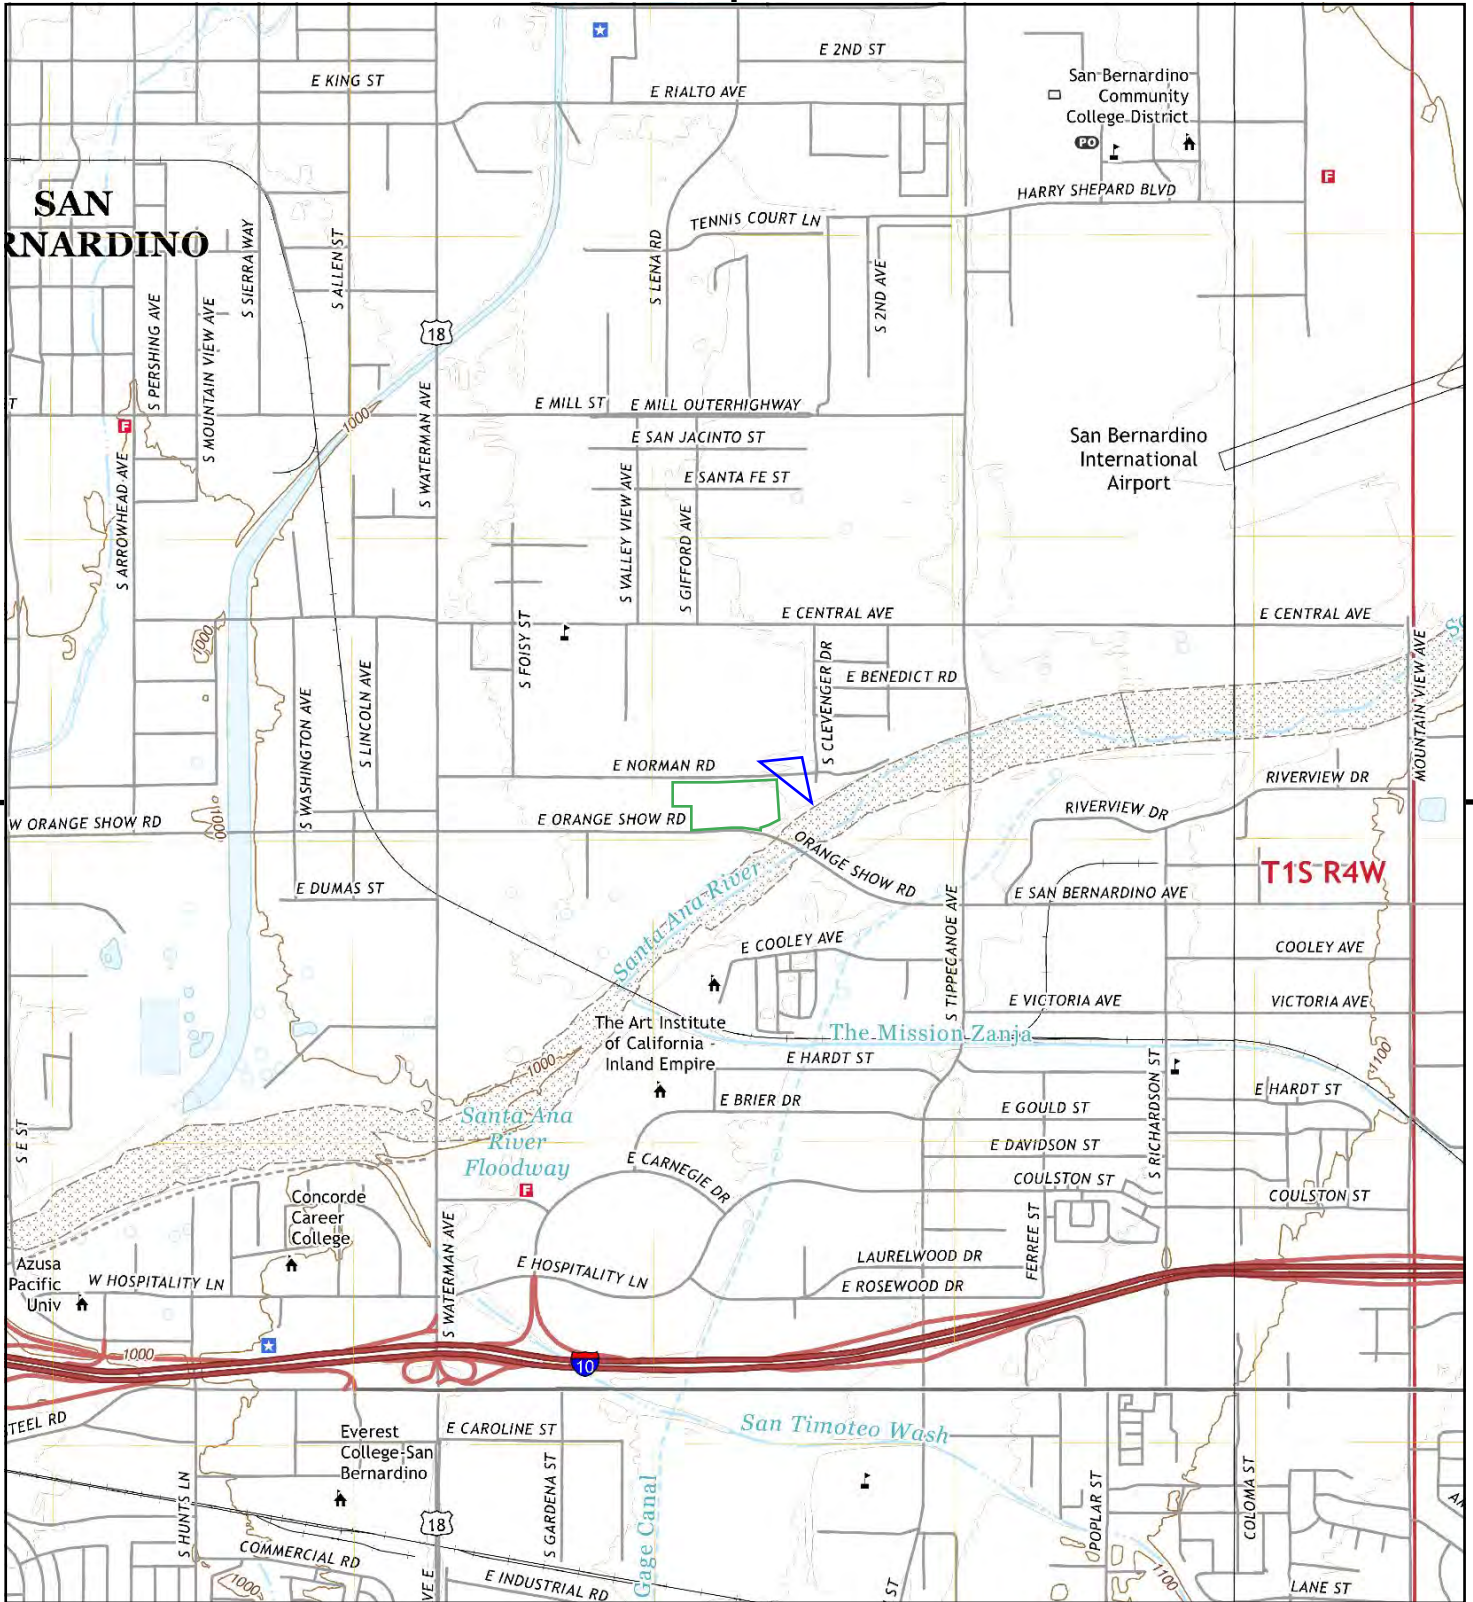 E 2ND ST
E KING ST
E RIALTO AVE
San Bernardino
Community
College District
PO
F
HARRY SHEPARD BLVD
SAN
RNARDINO
TENNIS COURT LN
S SIERRA WAY
S ALLEN ST
S LENA RD
S 2ND AVE
S PERSHING AVE
S MOUNTAIN VIEW AVE
18
1000
S WATERMAN AVE
E MILL ST
E MILL OUTERHIGHWAY
T
F
E SAN JACINTO ST
E SANTA FE ST
San Bernardino
International
Airport
S ARROWHEAD AVE
S VALLEY VIEW AVE
S GIFFORD AVE
E CENTRAL AVE
E CENTRAL AVE
1000
S FOISY ST
S CLEVENGER DR
E BENEDICT RD
MOUNTAIN VIEW AVE
S WASHINGTON AVE
S LINCOLN AVE
E NORMAN RD
RIVERVIEW DR
RIVERVIEW DR
W ORANGE SHOW RD
1000
E ORANGE SHOW RD
ORANGE SHOW RD
T1S R4W
E DUMAS ST
E SAN BERNARDINO AVE
Santa Ana River
E COOLEY AVE
S TIPPECANOE AVE
COOLEY AVE
E VICTORIA AVE
VICTORIA AVE
The Art Institute
of California -
Inland Empire
The Mission Zanja
E HARDT ST
1000
1100
S RICHARDSON ST
E HARDT ST
E BRIER DR
E GOULD ST
Santa Ana
River
Floodway
S E ST
E DAVIDSON ST
E CARNEGIE DR
COULSTON ST
COULSTON ST
F
Concorde
Career
College
S WATERMAN AVE
FERREE ST
Azusa
Pacific
Univ
W HOSPITALITY LN
E HOSPITALITY LN
LAURELWOOD DR
E ROSEWOOD DR
1000
10
TEEL RD
Everest
College-San
Bernardino
E CAROLINE ST
San Timoteo Wash
S HUNTS LN
S GARDENA ST
Gage Canal
POPLAR ST
COLOMA ST
18
COMMERCIAL RD
1000
VE E
E INDUSTRIAL RD
ST
1100
LANE ST